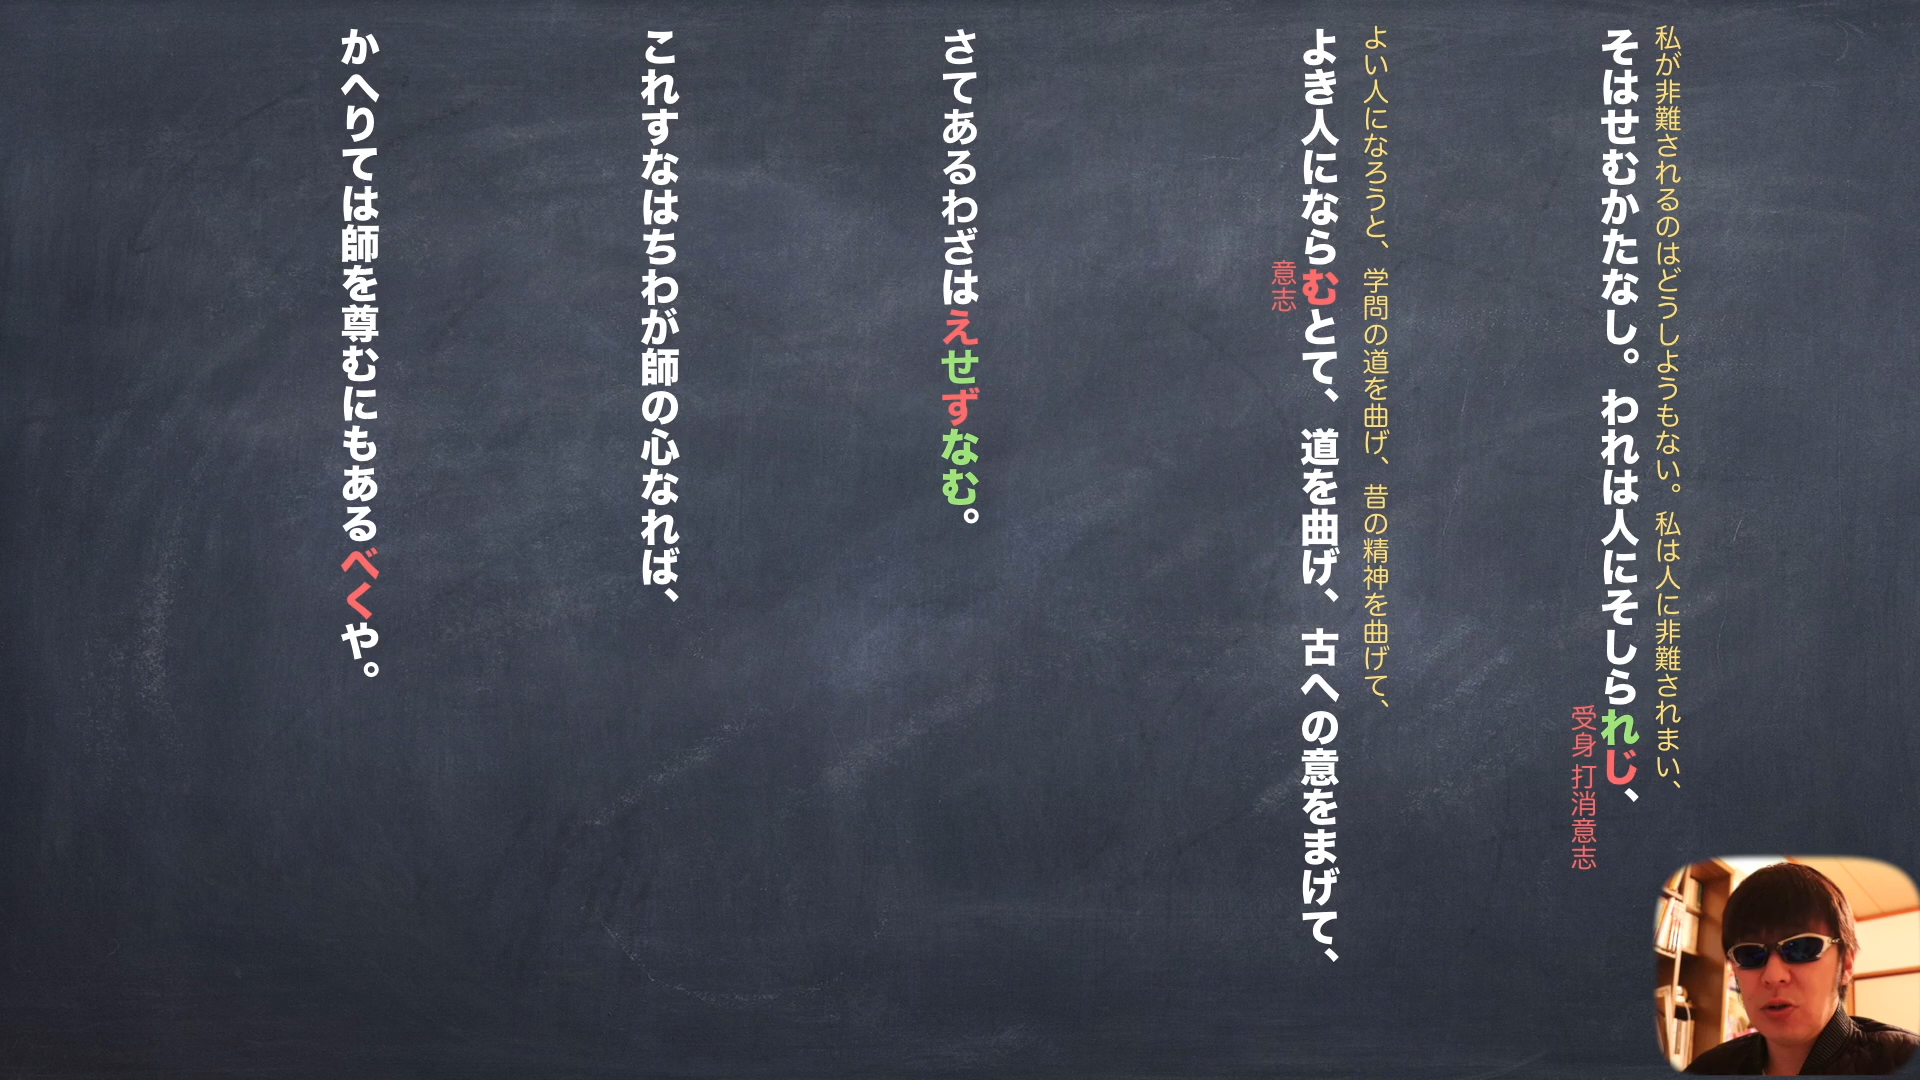 私が非難されるのはどうしようもない。私は人に非難されまい、
そはせむかたなし。われは人にそしられじ、
受身 打消意志
よい人になろうと、学問の道を曲げ、昔の精神を曲げて、
よき人にならむとて、道を曲げ、古への意をまげて、
意志
さてあるわざはえせずなむ。
これすなはちわが師の心なれば、
かへりては師を尊むにもあるべくや。